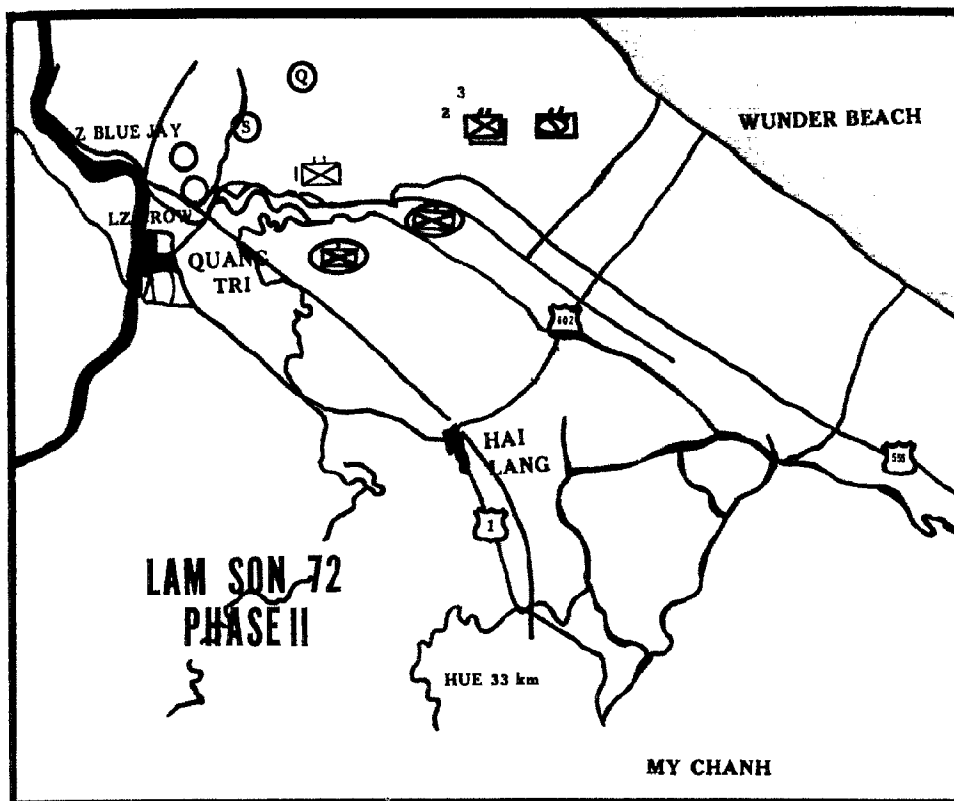 Q
3
2
Z BLUE JAY
S
WUNDER BEACH
1
LZ CROW
QUANG
TRI
602
HAI
LANG
555
1
LAM SON 72
PHASE II
HUE 33 km
MY CHANH